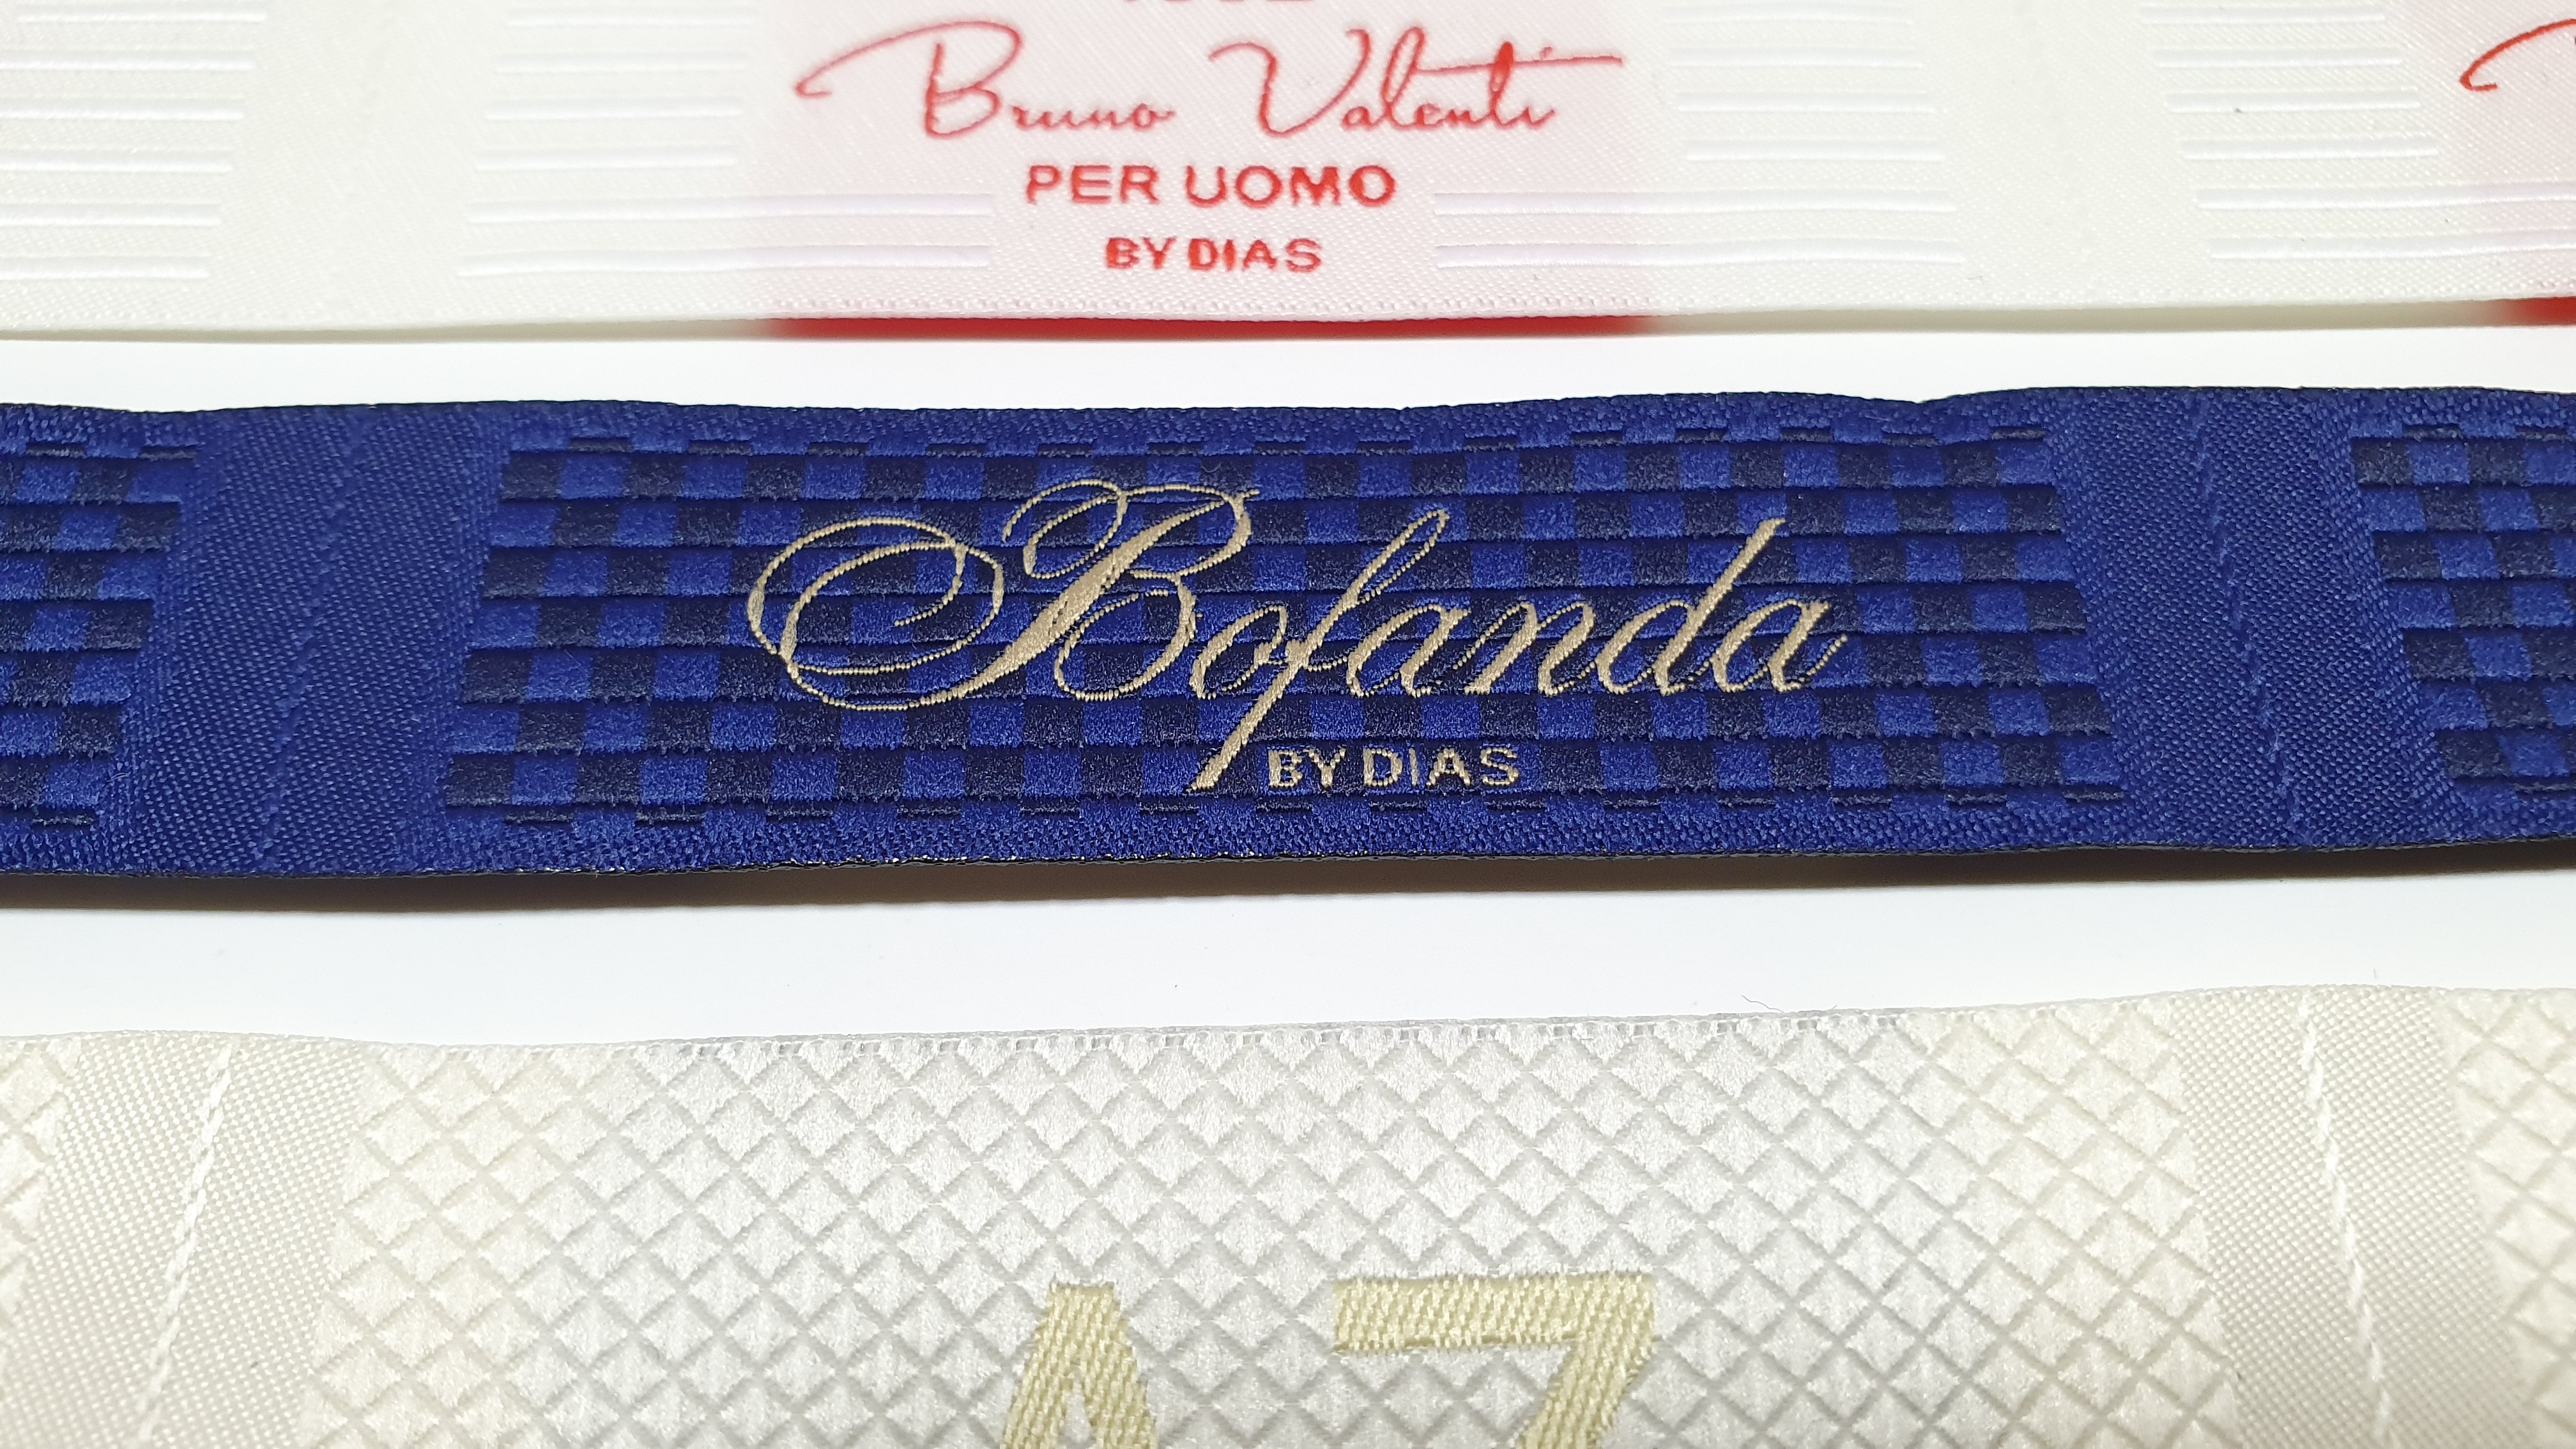 Bruno Valenti
PER UOMO
BY DIAS
Bofanda
BY DIAS